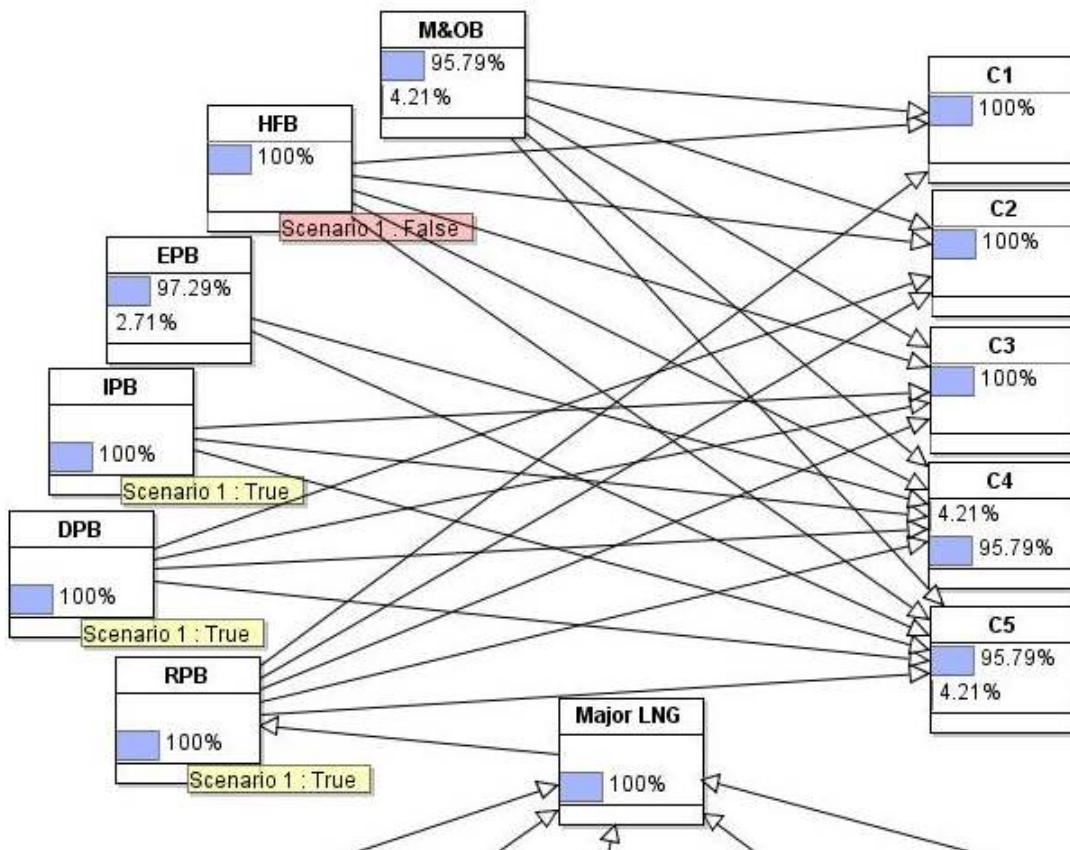 M&OB
95.79%
4.21%
C1
100%
HFB
100%
Scenario 1 : False
C2
100%
EPB
97.29%
2.71%
C3
100%
IPB
100%
Scenario 1 : True
C4
4.21%
95.79%
DPB
100%
Scenario 1 : True
C5
95.79%
4.21%
RPB
100%
Scenario 1 : True
Major LNG
100%